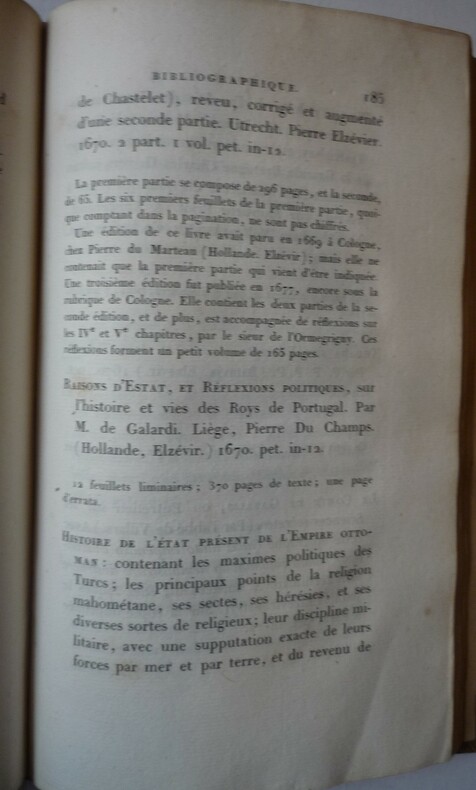 BIBLIOGRAPHIQUE. 185
de Chastelet), reveu, corrigé et augmenté
d'une seconde partie. Utrecht. Pierre Elzévier.
1670. 2 part. 1 vol. pet. in-12.
La première partie se compose de 296 pages, et la seconde,
de 65. Les six premiers feuillets de la première partie, quoi-
que comptant dans la pagination, ne sont pas chiffrés.
Une édition de ce livre avait paru en 1669 à Cologne,
chez Pierre du Marteau (Hollande. Elzévir); mais elle ne
contenait que la première partie qui vient d'être indiquée.
Une troisième édition fut publiée en 1677, encore sous la
rubrique de Cologne. Elle contient les deux parties de la se-
conde édition, et de plus, est accompagnée de réflexions sur
les IVe et Ve chapitres, par le sieur de l'Ormegrigny. Ces
réflexions forment un petit volume de 165 pages.
RAISONS D'ESTAT, ET RÉFLEXIONS POLITIQUES, sur
l'histoire et vies des Roys de Portugal. Par
M. de Galardi. Liège, Pierre Du Champs.
(Hollande, Elzévir.) 1670. pet. in-12.
12 feuillets liminaires; 370 pages de texte; une page
d'errata.
HISTOIRE DE L'ÉTAT PRÉSENT DE L'EMPIRE OTTO-
MAN: contenant les maximes politiques des
Turcs; les principaux points de la religion
mahométane, ses sectes, ses hérésies, et ses
diverses sortes de religieux; leur discipline mi-
litaire, avec une supputation exacte de leurs
forces par mer et par terre, et du revenu de